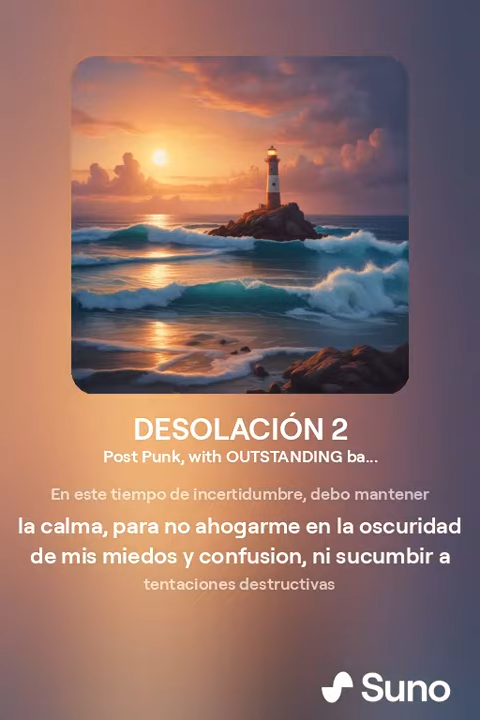 DESOLACIÓN 2
Post Punk, with OUTSTANDING ba...
En este tiempo de incertidumbre, debo mantener
la calma, para no ahogarme en la oscuridad
de mis miedos y confusion, ni sucumbir a
tentaciones destructivas
Suno